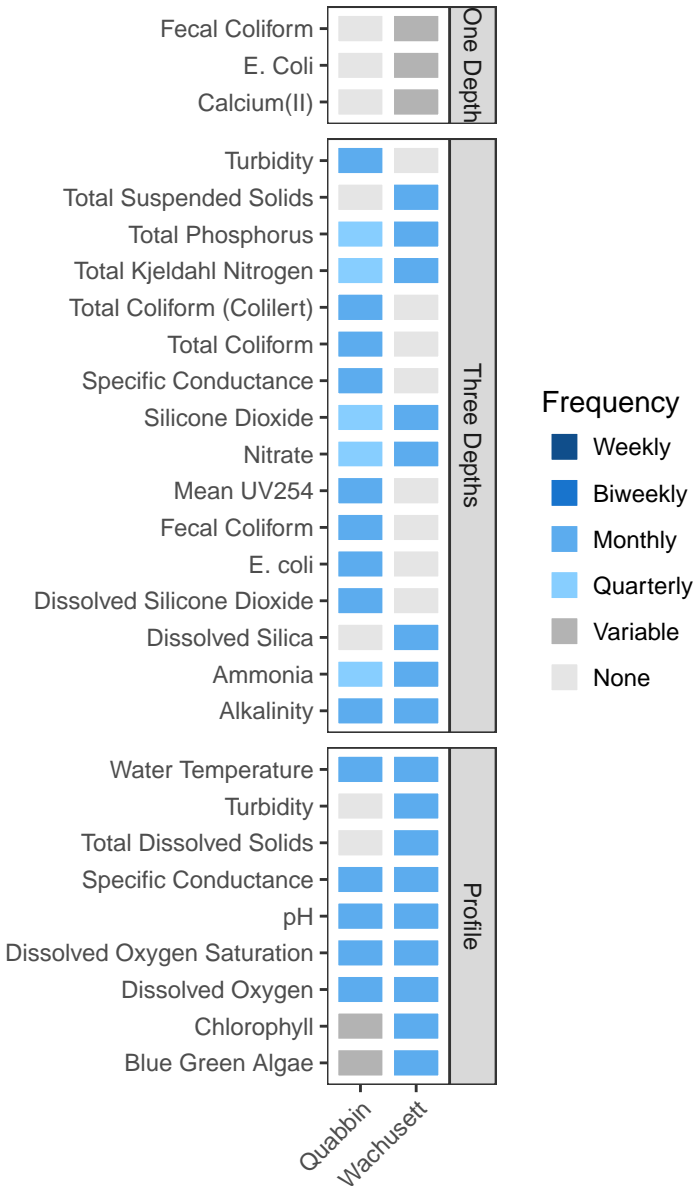 Fecal Coliform
E. Coli
Calcium(II)
One Depth
Turbidity
Total Suspended Solids
Total Phosphorus
Total Kjeldahl Nitrogen
Total Coliform (Colilert)
Total Coliform
Specific Conductance
Silicone Dioxide
Nitrate
Mean UV254
Fecal Coliform
E. coli
Dissolved Silicone Dioxide
Dissolved Silica
Ammonia
Alkalinity
Three Depths
Water Temperature
Turbidity
Total Dissolved Solids
Specific Conductance
pH
Dissolved Oxygen Saturation
Dissolved Oxygen
Chlorophyll
Blue Green Algae
Profile
Quabbin
Wachusett
Frequency
Weekly
Biweekly
Monthly
Quarterly
Variable
None